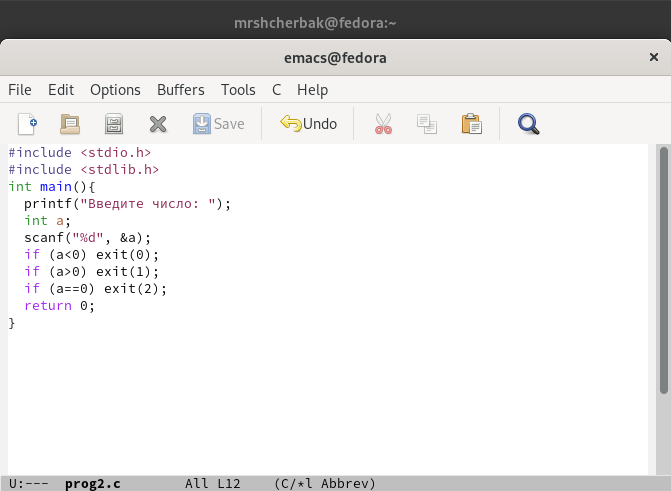 mrshcherbak@fedora:~
emacs@fedora
File Edit Options Buffers Tools C Help
Save Undo
#include <stdio.h>
#include <stdlib.h>
int main(){
  printf("Введите число: ");
  int a;
  scanf("%d", &a);
  if (a<0) exit(0);
  if (a>0) exit(1);
  if (a==0) exit(2);
  return 0;
}
U:--- prog2.c All L12 (C/*l Abbrev)